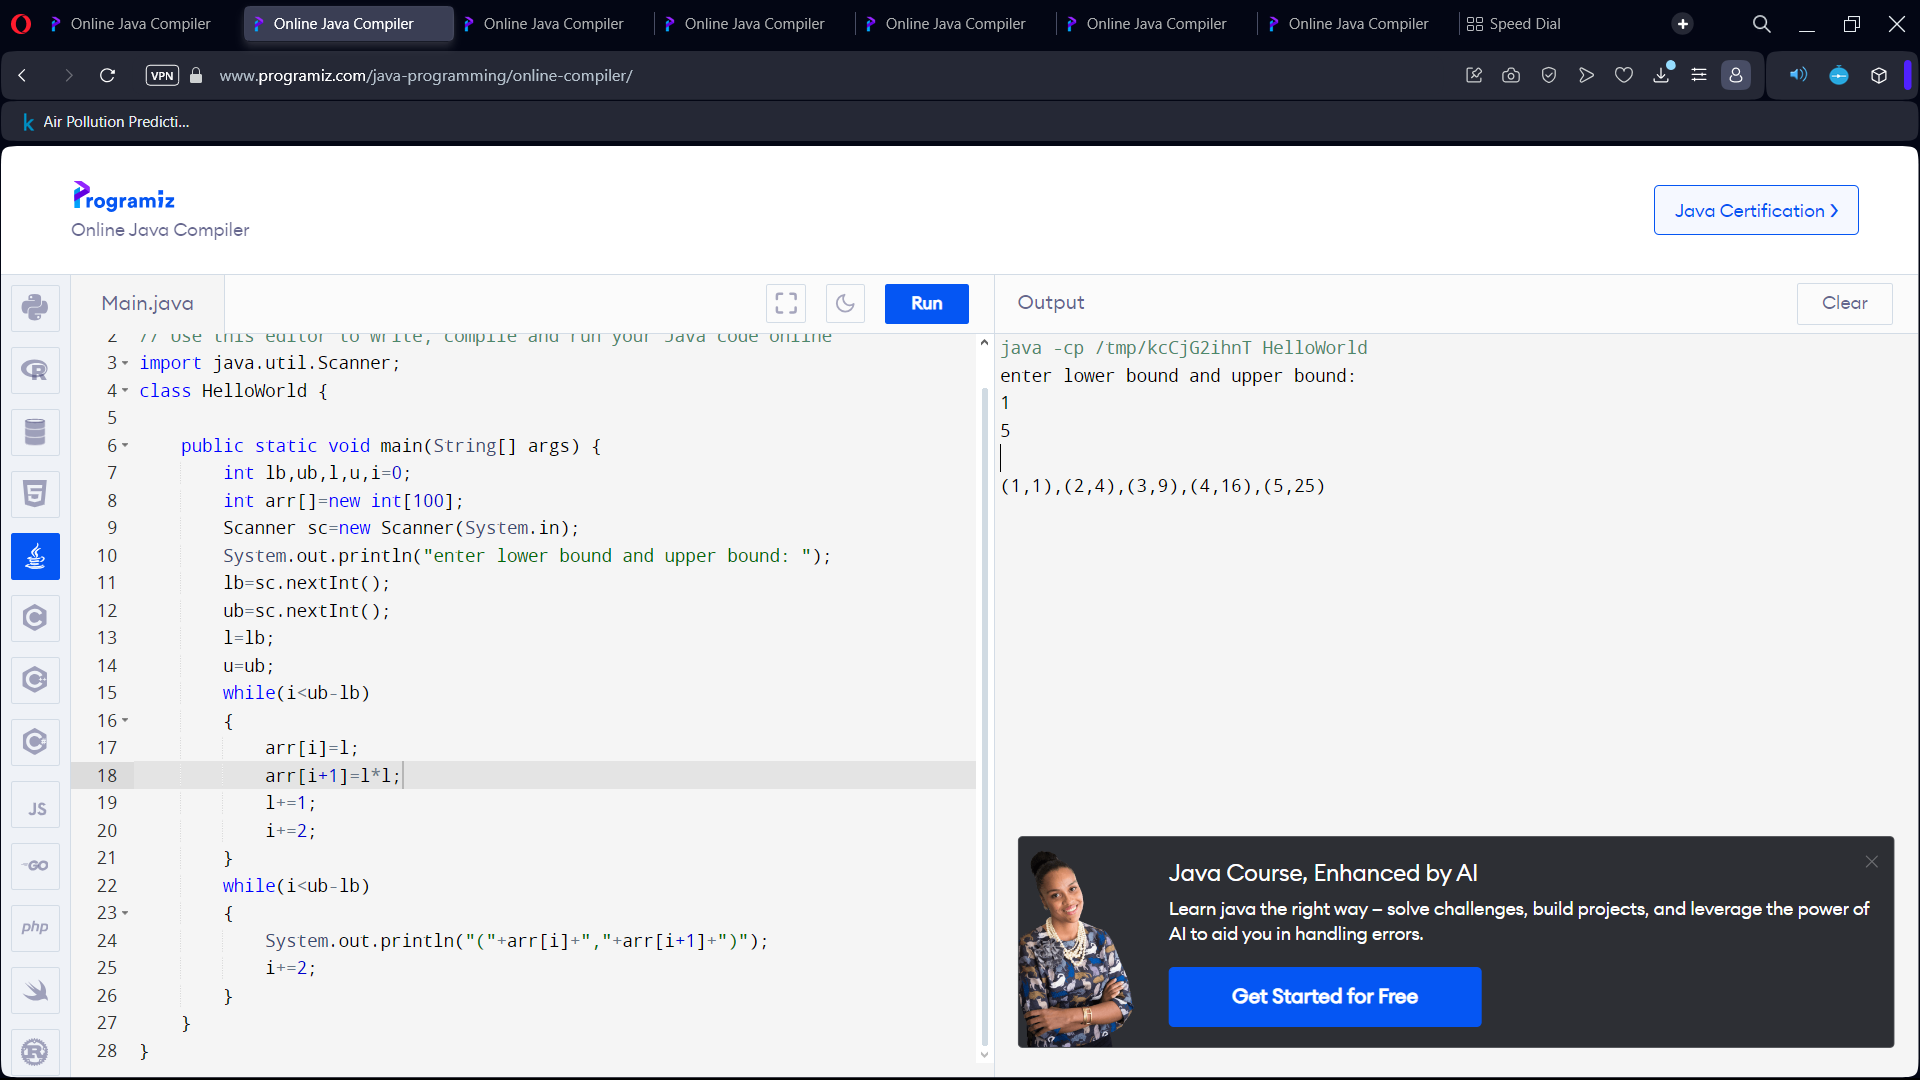 Online Java Compiler
Online Java Compiler
Online Java Compiler
Online Java Compiler
Online Java Compiler
Online Java Compiler
Online Java Compiler
Speed Dial
VPN
www.programiz.com/java-programming/online-compiler/
Air Pollution Predicti...
Programiz
Online Java Compiler
Java Certification
Main.java
Run
Output
Clear
2 // Use this editor to write, compile and run your Java code online
3 import java.util.Scanner;
4 class HelloWorld {
5
6 public static void main(String[] args) {
7 int lb,ub,l,u,i=0;
8 int arr[]=new int[100];
9 Scanner sc=new Scanner(System.in);
10 System.out.println("enter lower bound and upper bound: ");
11 lb=sc.nextInt();
12 ub=sc.nextInt();
13 l=lb;
14 u=ub;
15 while(i<ub-lb)
16 {
17 arr[i]=l;
18 arr[i+1]=l*l;
19 l+=1;
20 i+=2;
21 }
22 while(i<ub-lb)
23 {
24 System.out.println("("+arr[i]+","+arr[i+1]+")");
25 i+=2;
26 }
27 }
28 }
JS
GO
php
java -cp /tmp/kcCjG2ihnT HelloWorld
enter lower bound and upper bound:
1
5
(1,1),(2,4),(3,9),(4,16),(5,25)
Java Course, Enhanced by AI
Learn java the right way – solve challenges, build projects, and leverage the power of
AI to aid you in handling errors.
Get Started for Free